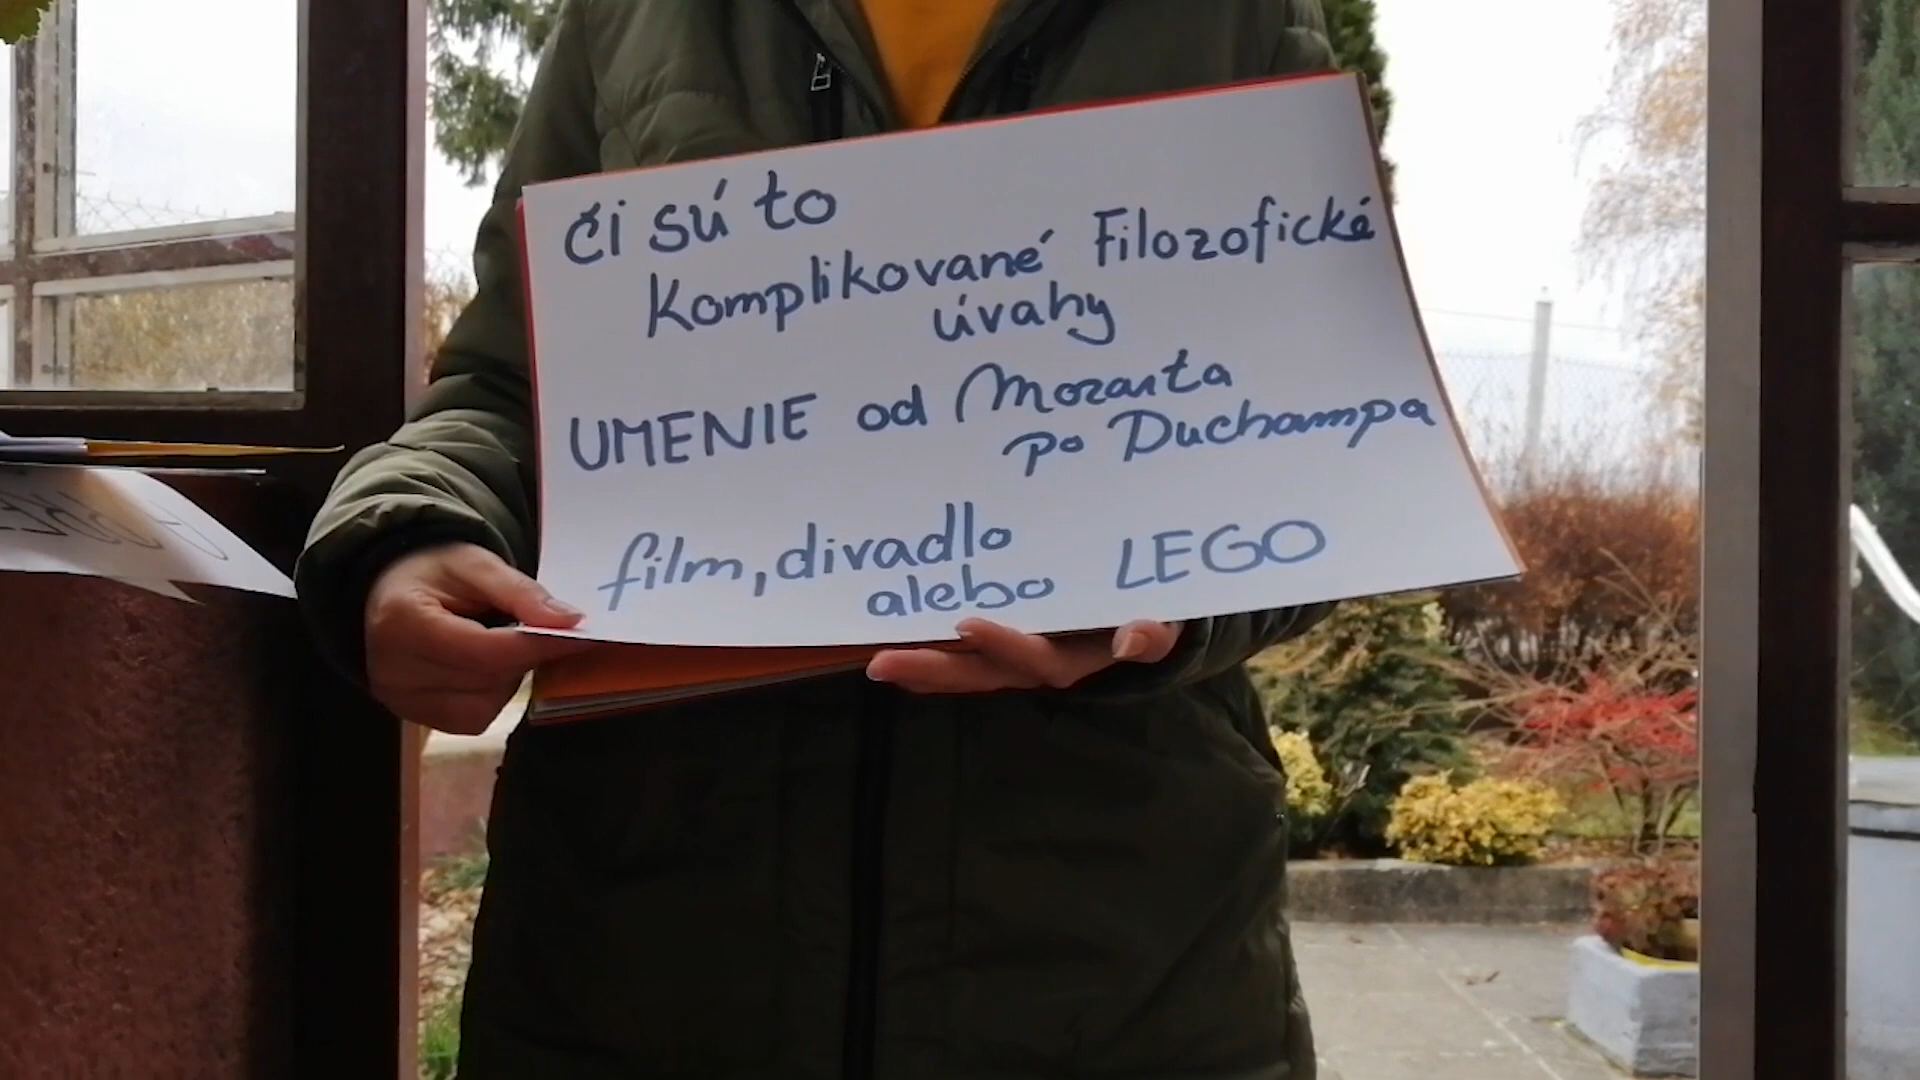 či sú to
Komplikované Filozofické
úvahy
UMENIE od Mozarta
po Duchampa
film, divadlo
alebo LEGO